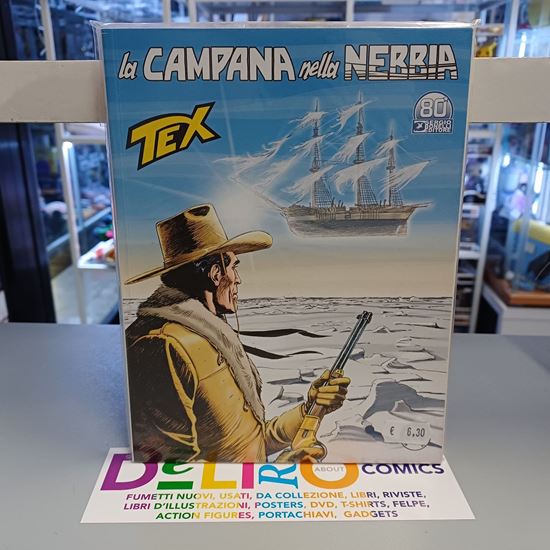 la CAMPANA nella NEBBIA
TEX
80
SERGIO BONELLI
EDITORE
€ 6,30
DeLiRO ABOUT COMICS
FUMETTI NUOVI, USATI, DA COLLEZIONE, LIBRI, RIVISTE,
LIBRI D'ILLUSTRAZIONI, POSTERS, DVD, T-SHIRTS, FELPE,
ACTION FIGURES, PORTACHIAVI, GADGETS